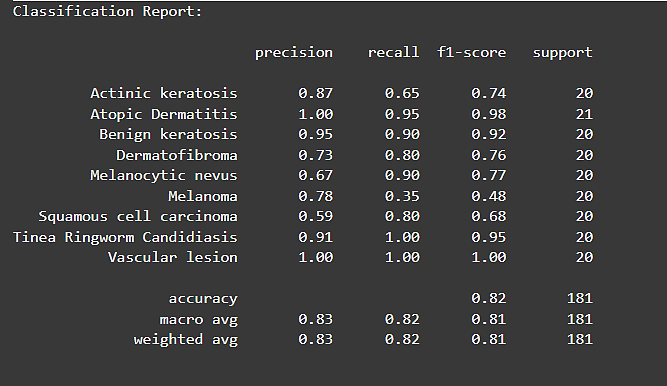 Classification Report:
precision recall f1-score support
Actinic keratosis 0.87 0.65 0.74 20
Atopic Dermatitis 1.00 0.95 0.98 21
Benign keratosis 0.95 0.90 0.92 20
Dermatofibroma 0.73 0.80 0.76 20
Melanocytic nevus 0.67 0.90 0.77 20
Melanoma 0.78 0.35 0.48 20
Squamous cell carcinoma 0.59 0.80 0.68 20
Tinea Ringworm Candidiasis 0.91 1.00 0.95 20
Vascular lesion 1.00 1.00 1.00 20
accuracy 0.82 181
macro avg 0.83 0.82 0.81 181
weighted avg 0.83 0.82 0.81 181